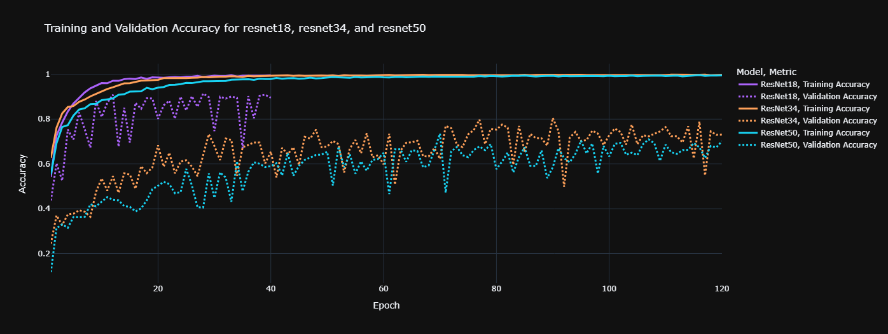 Training and Validation Accuracy for resnet18, resnet34, and resnet50
Model, Metric
ResNet18, Training Accuracy
ResNet18, Validation Accuracy
ResNet34, Training Accuracy
ResNet34, Validation Accuracy
ResNet50, Training Accuracy
ResNet50, Validation Accuracy
Accuracy
1
0.8
0.6
0.4
0.2
20
40
60
80
100
120
Epoch